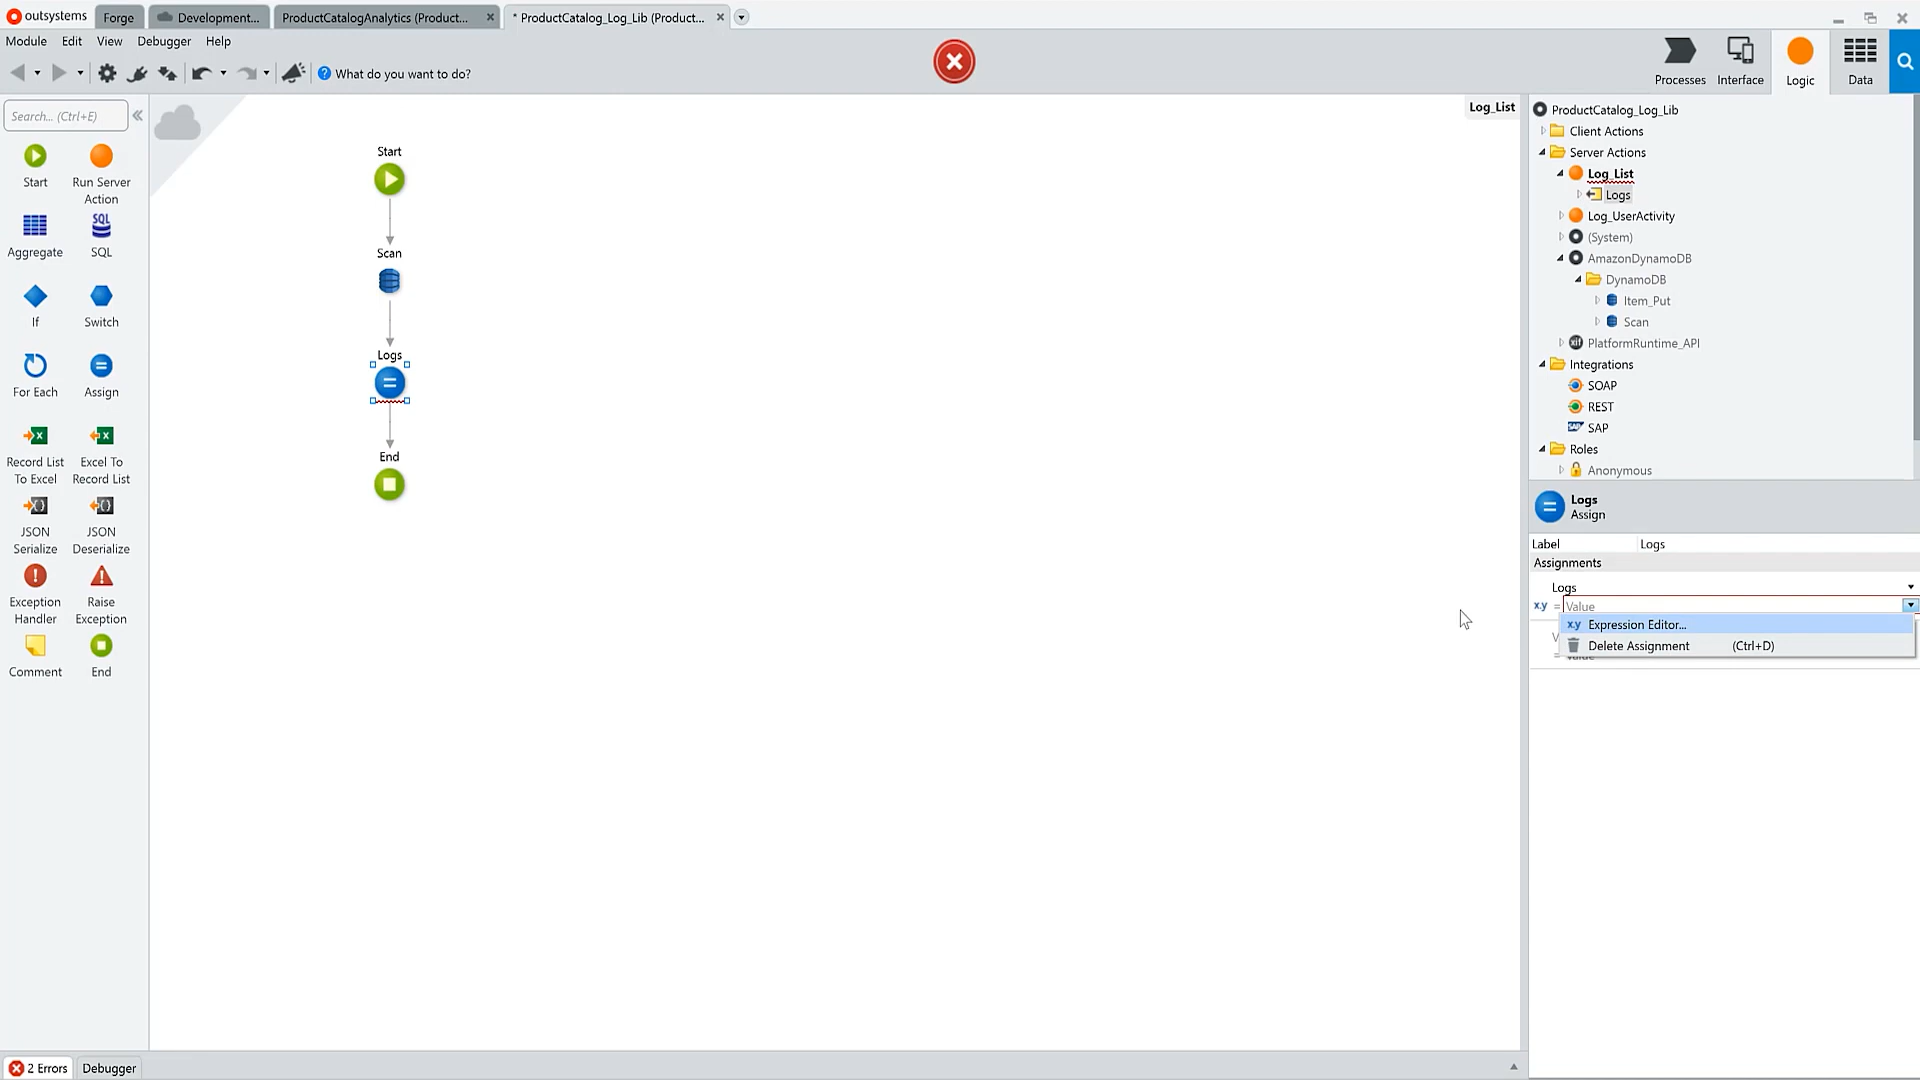 outsystems
Forge
Development...
ProductCatalogAnalytics (Product...
* ProductCatalog_Log_Lib (Product...
Module Edit View Debugger Help
What do you want to do?
Processes
Interface
Logic
Data
Search... (Ctrl+E)
Start
Run Server
Action
Aggregate
SQL
SQL
If
Switch
For Each
Assign
Record List
To Excel
Excel To
Record List
JSON
Serialize
JSON
Deserialize
Exception
Handler
Raise
Exception
Comment
End
Log_List
Start
Scan
Logs
End
ProductCatalog_Log_Lib
Client Actions
Server Actions
Log_List
Logs
Log_UserActivity
(System)
AmazonDynamoDB
DynamoDB
Item_Put
Scan
PlatformRuntime_API
Integrations
SOAP
REST
SAP
Roles
Anonymous
Logs
Assign
Label Logs
Assignments
Logs
x.y = Value
x.y Expression Editor...
Delete Assignment (Ctrl+D)
2 Errors
Debugger